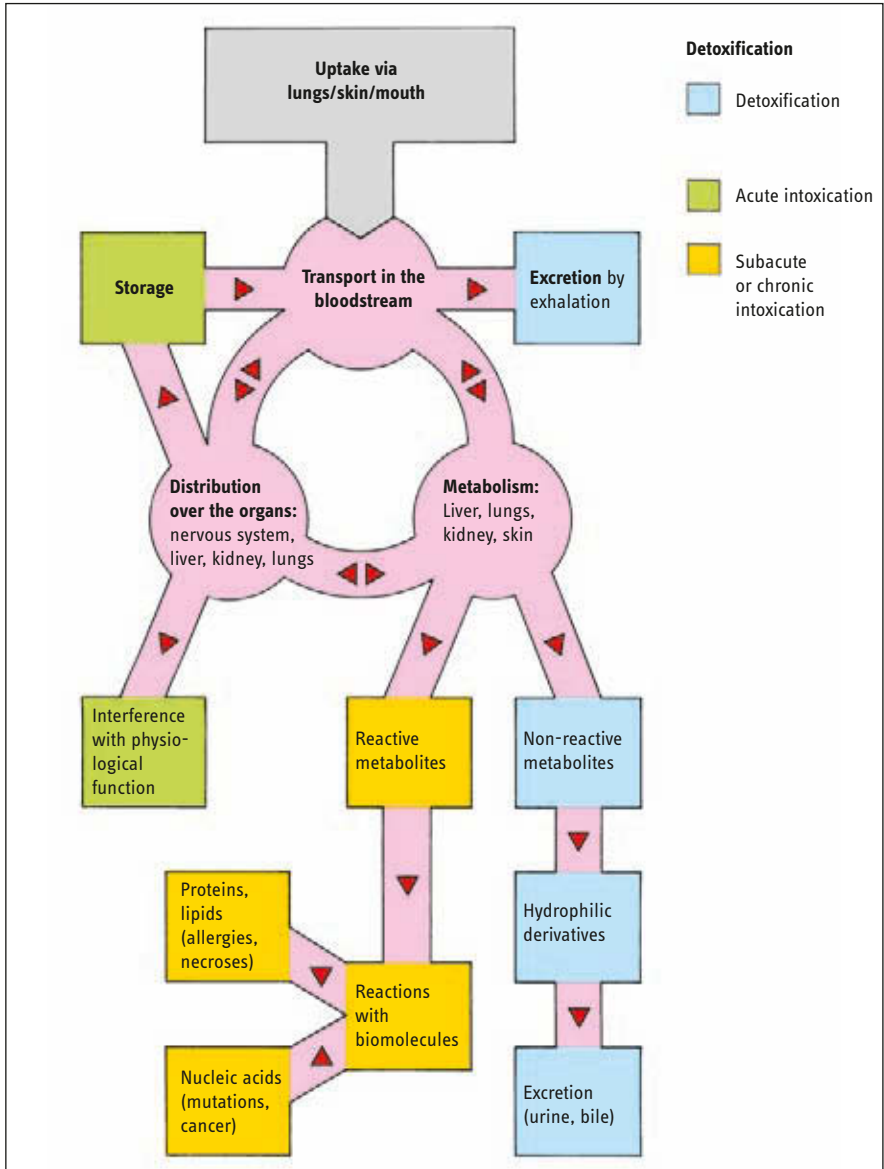 Uptake via
lungs/skin/mouth
Detoxification
Detoxification
Acute intoxication
Subacute
or chronic
intoxication
Storage
Transport in the
bloodstream
Excretion by
exhalation
Distribution
over the organs:
nervous system,
liver, kidney, lungs
Metabolism:
Liver, lungs,
kidney, skin
Interference
with physio-
logical
function
Reactive
metabolites
Non-reactive
metabolites
Proteins,
lipids
(allergies,
necroses)
Hydrophilic
derivatives
Reactions
with
biomolecules
Nucleic acids
(mutations,
cancer)
Excretion
(urine, bile)